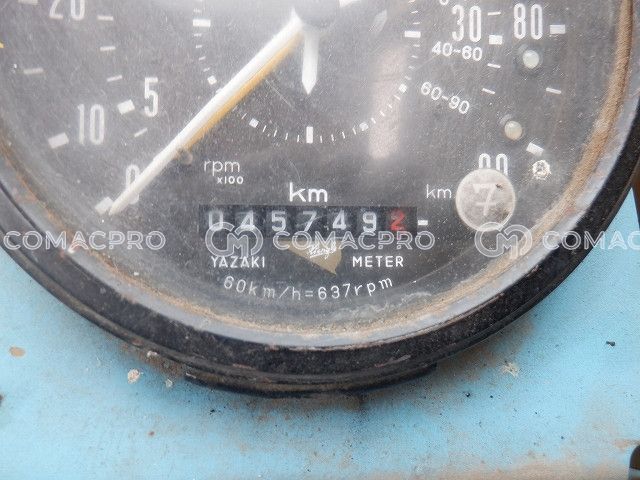 20
30 80
40-60
5
60-90
10
rpm
x100
0
90
km
km
7
0457492
COMACPRO COMACPRO COMACPRO
YAZAKI METER
60km/h=637rpm